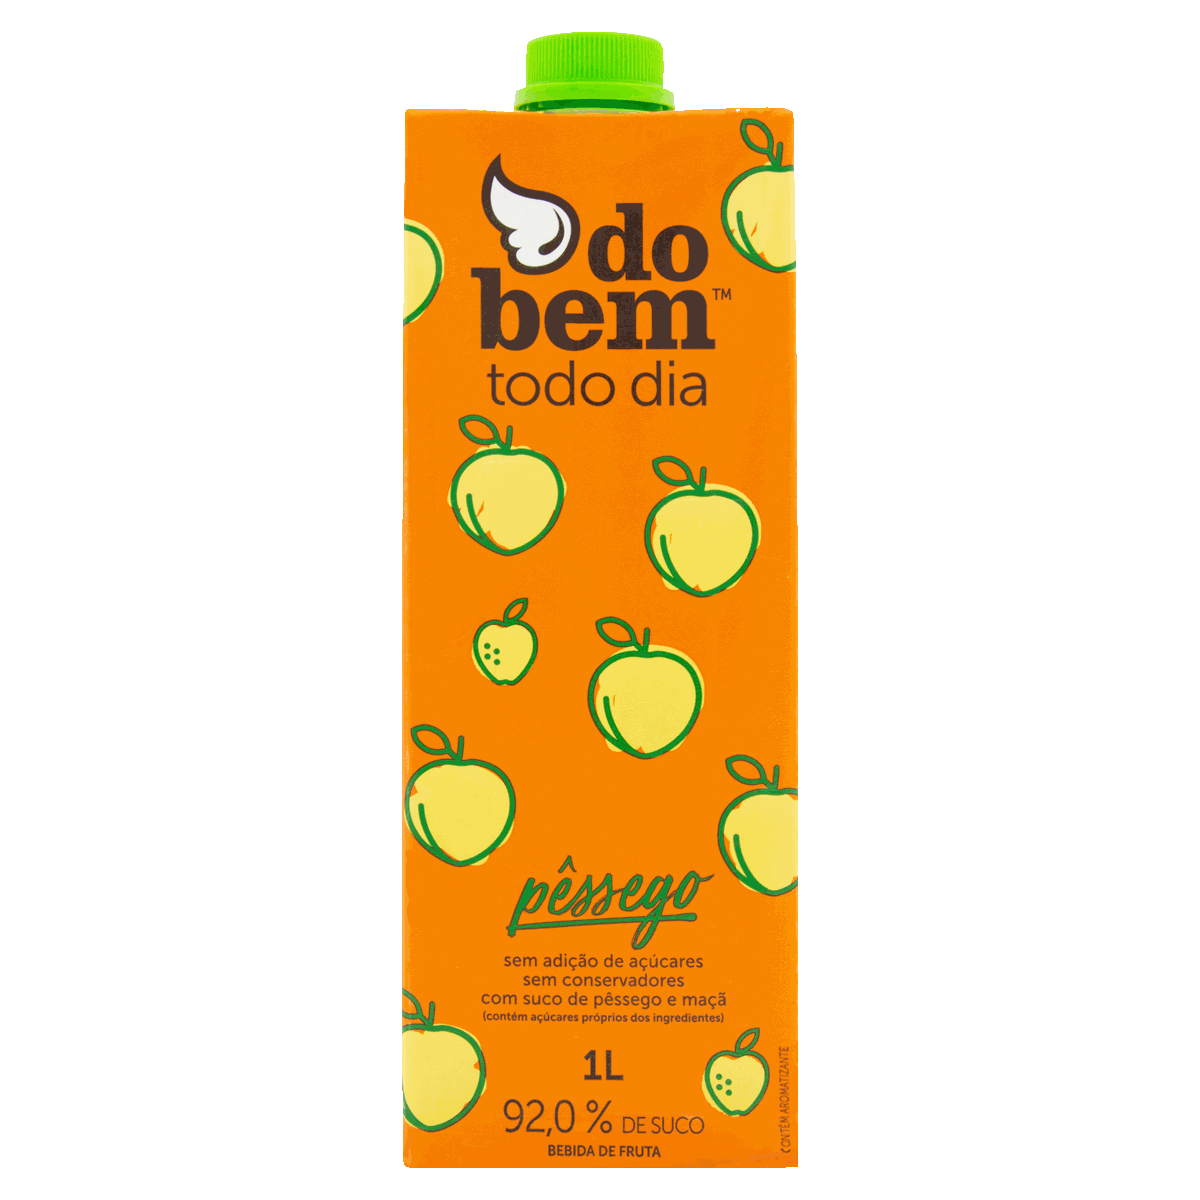 do
bem™
todo dia
pêssego
sem adição de açúcares
sem conservadores
com suco de pêssego e maçã
(contém açúcares próprios dos ingredientes)
1L
92,0 % DE SUCO
BEBIDA DE FRUTA
CONTÉM AROMATIZANTE